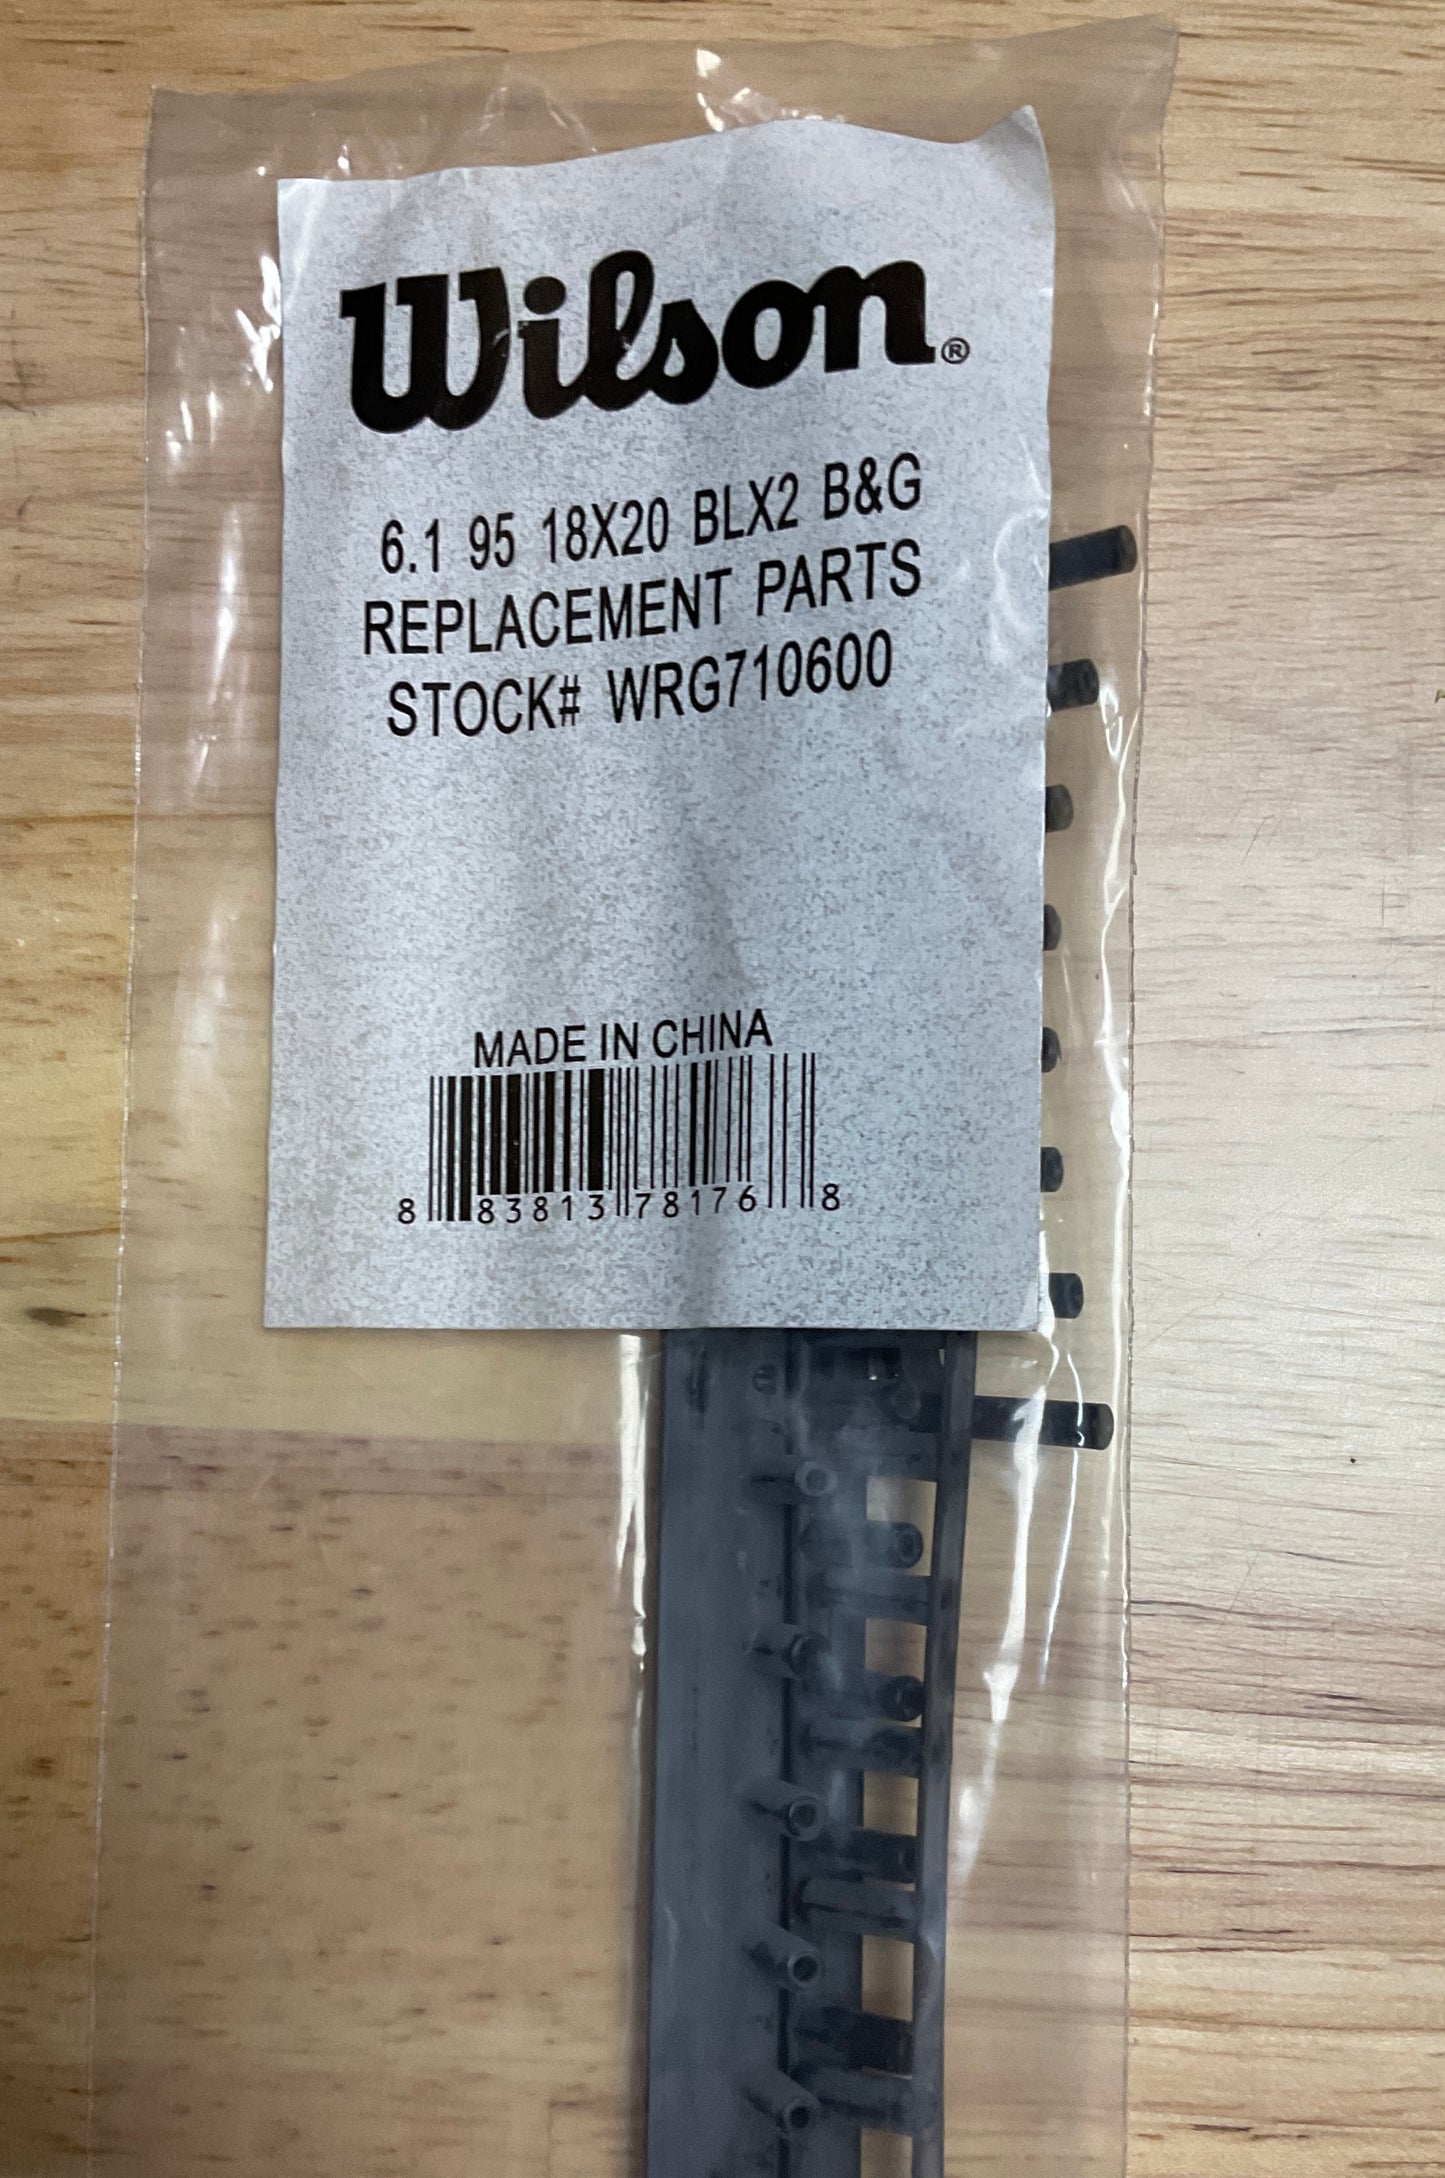 Wilson®
6.1 95 18X20 BLX2 B&G
REPLACEMENT PARTS
STOCK# WRG710600
MADE IN CHINA
8 83813 78176 8